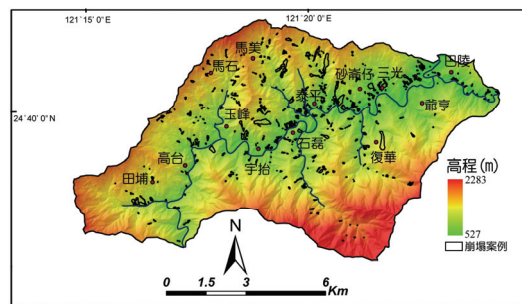 121°15'0"E
121°20'0"E
24°40'0"N
馬美
馬石
巴陵
砂崙仔
三光
泰平
爺亨
玉峰
石磊
復華
高台
宇抬
田埔
高程(m)
2283
527
崩塌案例
N
0 1.5 3 6
Km